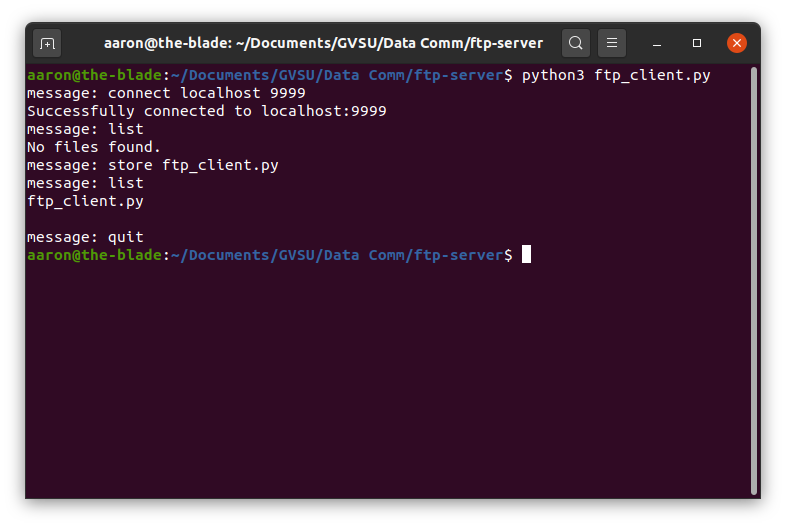 aaron@the-blade: ~/Documents/GVSU/Data Comm/ftp-server
aaron@the-blade:~/Documents/GVSU/Data Comm/ftp-server$ python3 ftp_client.py
message: connect localhost 9999
Successfully connected to localhost:9999
message: list
No files found.
message: store ftp_client.py
message: list
ftp_client.py
message: quit
aaron@the-blade:~/Documents/GVSU/Data Comm/ftp-server$